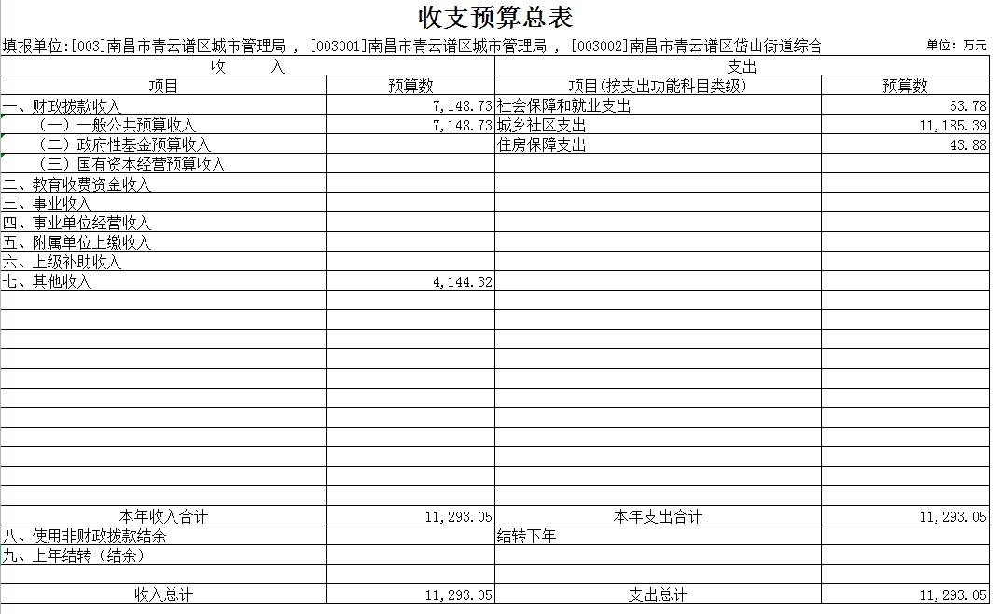 收支预算总表
填报单位:[003]南昌市青云谱区城市管理局 , [003001]南昌市青云谱区城市管理局 , [003002]南昌市青云谱区岱山街道综合 单位：万元
收 入 支出
项目 预算数 项目(按支出功能科目类级) 预算数
一、财政拨款收入 7,148.73 社会保障和就业支出 63.78
（一）一般公共预算收入 7,148.73 城乡社区支出 11,185.39
（二）政府性基金预算收入 住房保障支出 43.88
（三）国有资本经营预算收入
二、教育收费资金收入
三、事业收入
四、事业单位经营收入
五、附属单位上缴收入
六、上级补助收入
七、其他收入 4,144.32
本年收入合计 11,293.05 本年支出合计 11,293.05
八、使用非财政拨款结余 结转下年
九、上年结转（结余）
收入总计 11,293.05 支出总计 11,293.05